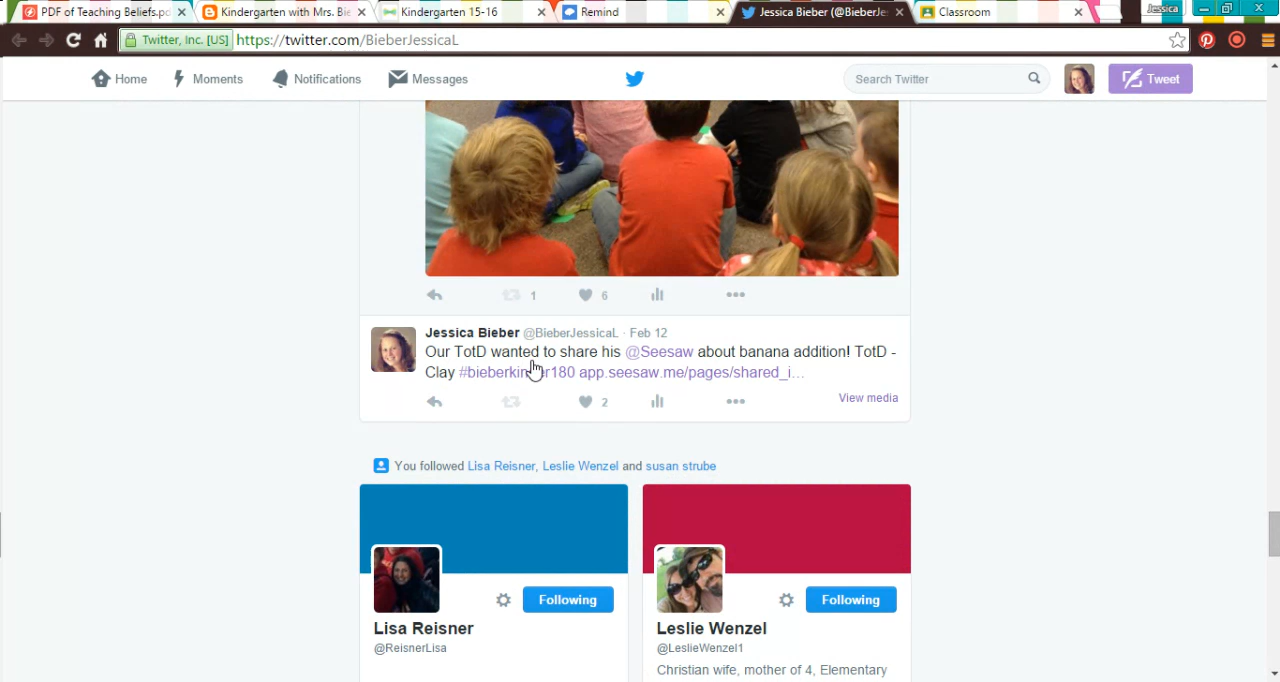 PDF of Teaching Beliefs.pd
Kindergarten with Mrs. Bie
Kindergarten 15-16
Remind
Jessica Bieber (@BieberJes
Classroom
Jessica
Twitter, Inc. [US]
https://twitter.com/BieberJessicaL
Home
Moments
Notifications
Messages
Search Twitter
Tweet
1
6
Jessica Bieber @BieberJessicaL · Feb 12
Our TotD wanted to share his @Seesaw about banana addition! TotD -
Clay #bieberkinder180 app.seesaw.me/pages/shared_i...
2
View media
You followed Lisa Reisner, Leslie Wenzel and susan strube
Following
Following
Lisa Reisner
Leslie Wenzel
@ReisnerLisa
@LeslieWenzel1
Christian wife, mother of 4, Elementary